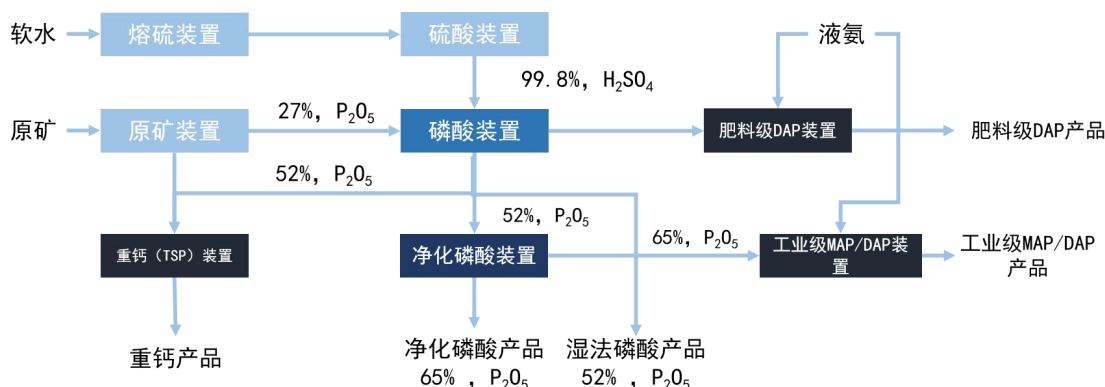 软水
熔硫装置
硫酸装置
液氨
99.8%, H₂SO₄
原矿
原矿装置
27%, P₂O₅
磷酸装置
肥料级DAP装置
肥料级DAP产品
52%, P₂O₅
52%, P₂O₅
65%, P₂O₅
重钙（TSP）装置
净化磷酸装置
工业级MAP/DAP装
置
工业级MAP/DAP
产品
重钙产品
净化磷酸产品
65% , P₂O₅
湿法磷酸产品
52%, P₂O₅